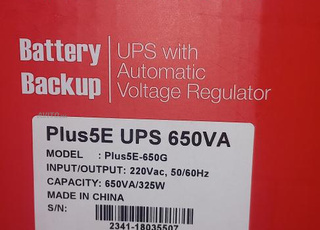 Battery Backup
UPS with
Automatic
Voltage Regulator
Plus5E UPS 650VA
MODEL : Plus5E-650G
INPUT/OUTPUT: 220Vac, 50/60Hz
CAPACITY: 650VA/325W
MADE IN CHINA
S/N:
2341-18035507